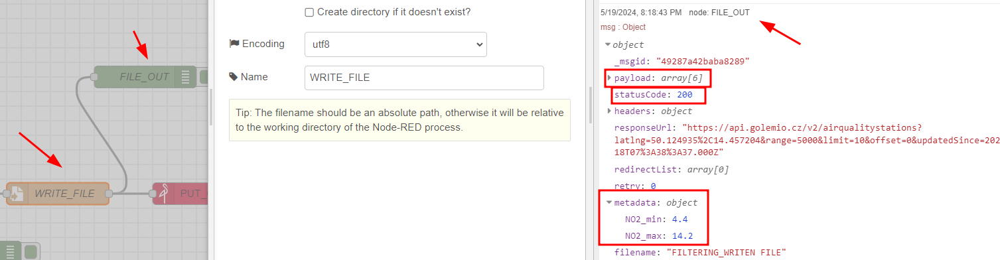 FILE_OUT
WRITE_FILE
PUT_
Create directory if it doesn't exist?
Encoding
utf8
Name
WRITE_FILE
Tip: The filename should be an absolute path, otherwise it will be relative
to the working directory of the Node-RED process.
5/19/2024, 8:18:43 PM node: FILE_OUT
msg : Object
object
_msgid: "49287a42baba8289"
payload: array[6]
statusCode: 200
headers: object
responseUrl: "https://api.golemio.cz/v2/airqualitystations?
latlng=50.124935%2C14.457204&range=5000&limit=10&offset=0&updatedSince=202
18T07%3A38%3A37.000Z"
redirectList: array[0]
retry: 0
metadata: object
NO2_min: 4.4
NO2_max: 14.2
filename: "FILTERING_WRITEN FILE"